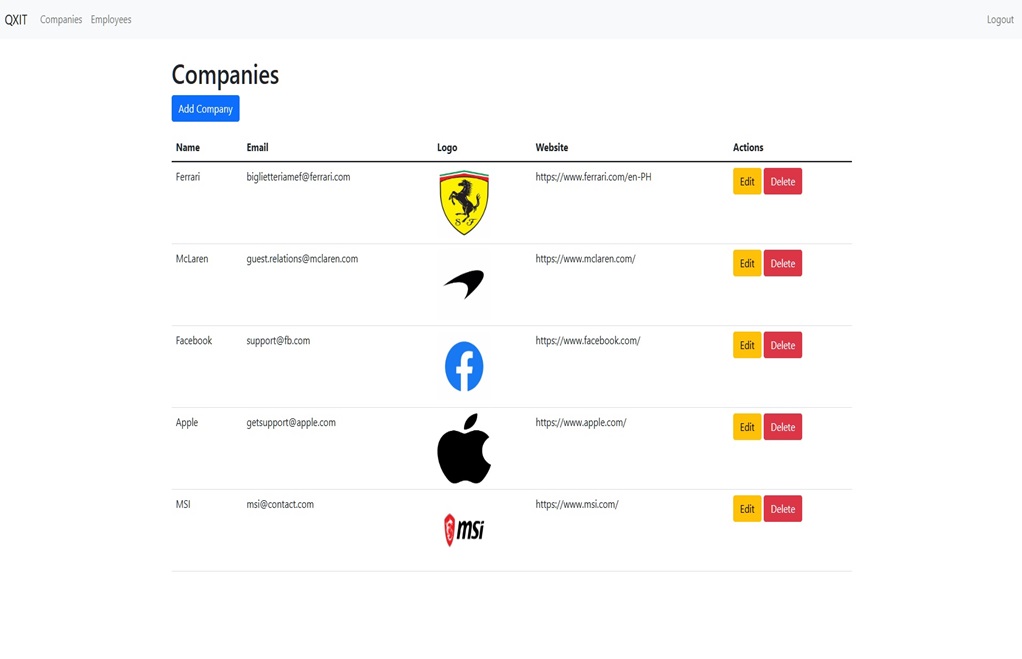 QXIT Companies Employees Logout
Companies
Add Company
Name Email Logo Website Actions
Ferrari biglietteriamef@ferrari.com S F https://www.ferrari.com/en-PH Edit Delete
McLaren guest.relations@mclaren.com https://www.mclaren.com/ Edit Delete
Facebook support@fb.com f https://www.facebook.com/ Edit Delete
Apple getsupport@apple.com https://www.apple.com/ Edit Delete
MSI msi@contact.com msi https://www.msi.com/ Edit Delete